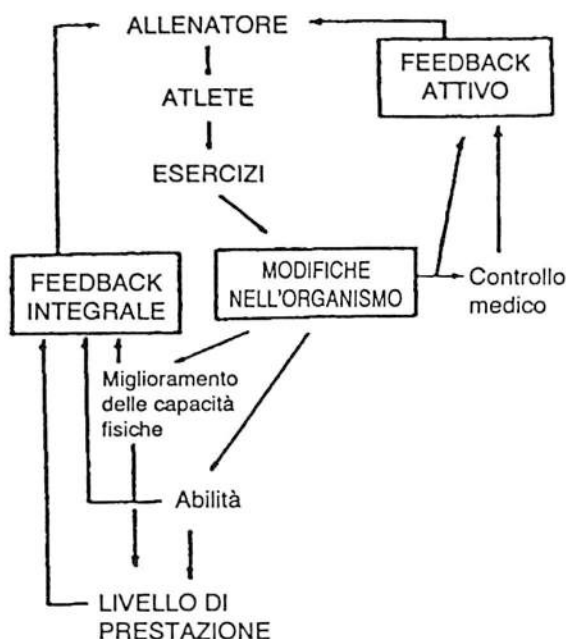 ALLENATORE
FEEDBACK
ATTIVO
ATLETE
ESERCIZI
FEEDBACK
INTEGRALE
MODIFICHE
NELL'ORGANISMO
Controllo
medico
Miglioramento
delle capacità
fisiche
Abilità
LIVELLO DI
PRESTAZIONE